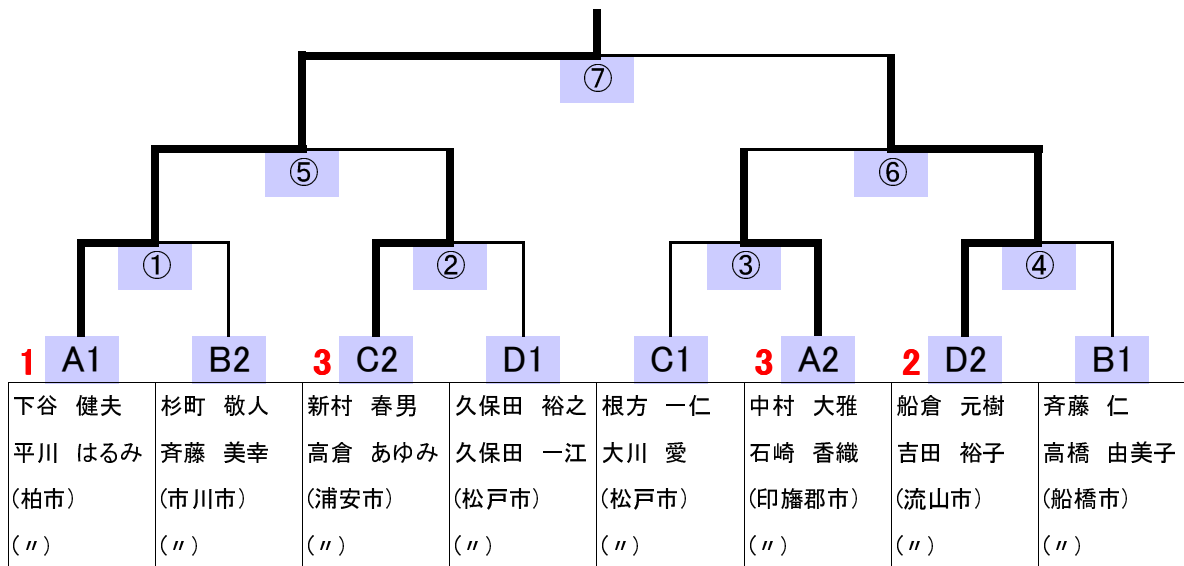 ⑦
⑤ ⑥
① ② ③ ④
1 A1 B2 3 C2 D1 C1 3 A2 2 D2 B1
下谷 健夫 杉町 敬人 新村 春男 久保田 裕之 根方 一仁 中村 大雅 船倉 元樹 斉藤 仁
平川 はるみ 斉藤 美幸 高倉 あゆみ 久保田 一江 大川 愛 石崎 香織 吉田 裕子 高橋 由美子
(柏市) (市川市) (浦安市) (松戸市) (松戸市) (印旛郡市) (流山市) (船橋市)
(〃) (〃) (〃) (〃) (〃) (〃) (〃) (〃)